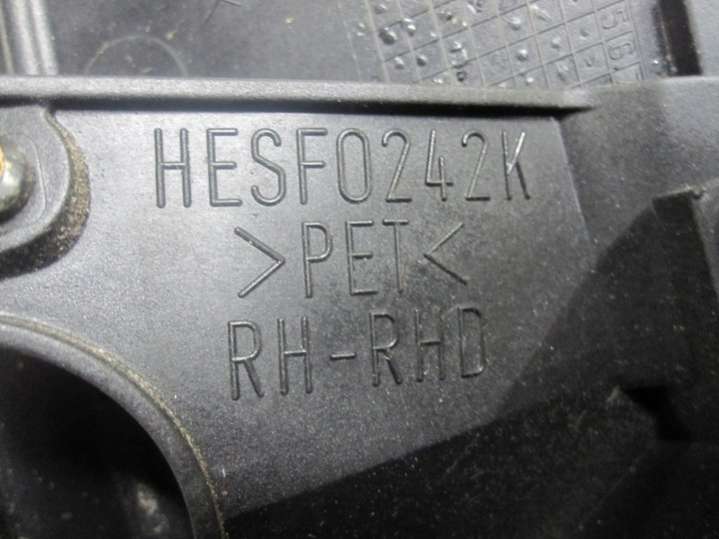 HESF0242K
>PET<
RH-RHD